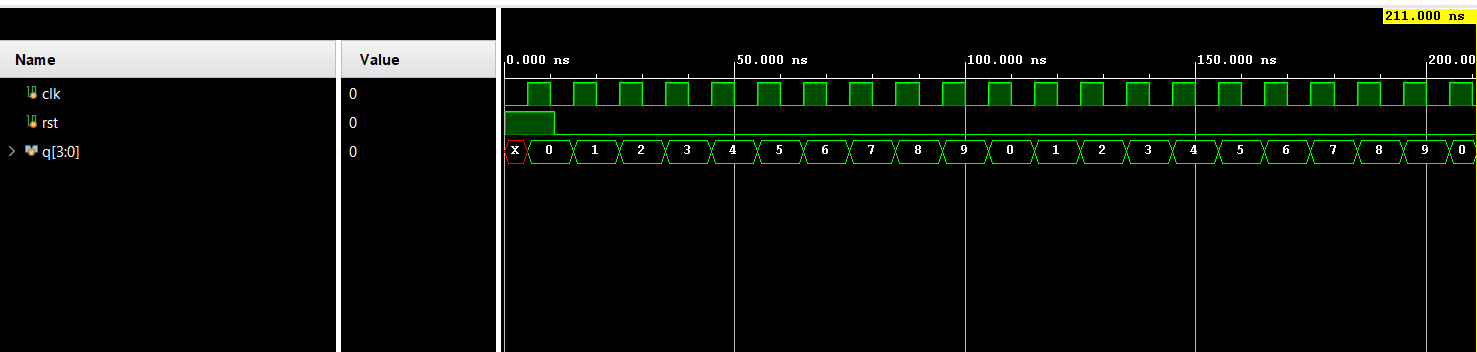 211.000 ns
Name Value
0.000 ns 50.000 ns 100.000 ns 150.000 ns 200.00
clk 0
rst 0
q[3:0] 0 X 0 1 2 3 4 5 6 7 8 9 0 1 2 3 4 5 6 7 8 9 0